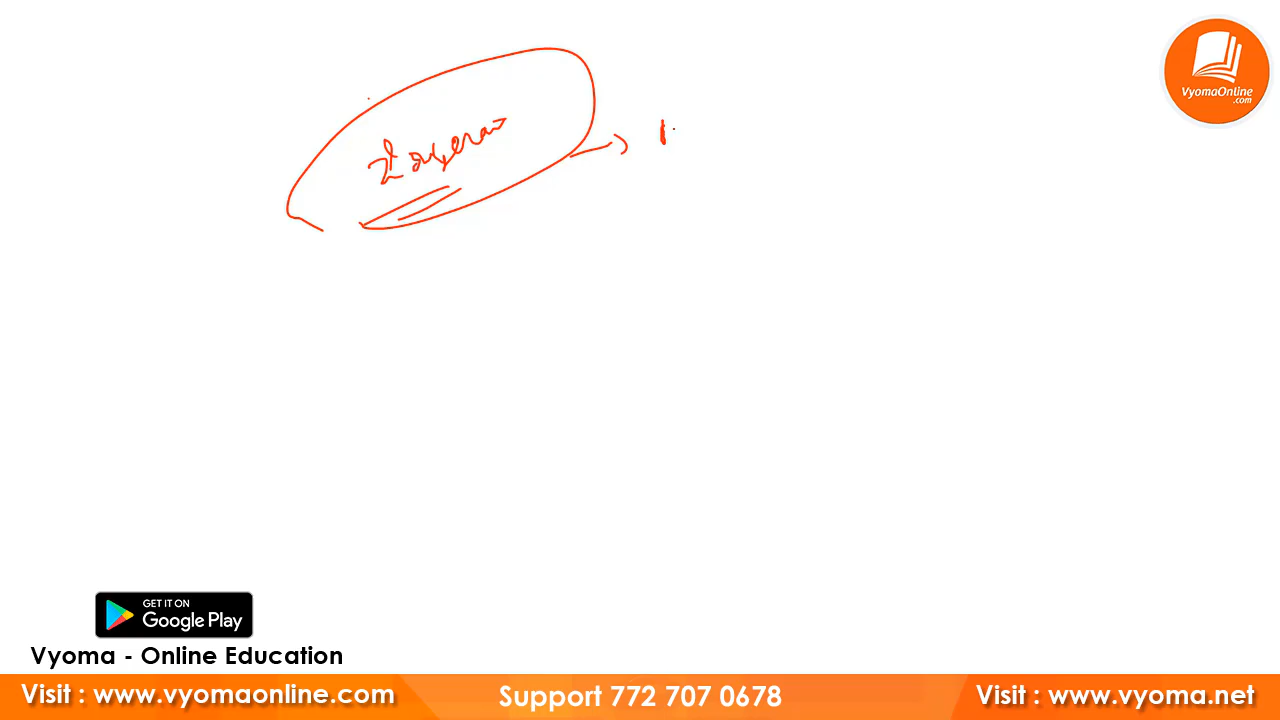 VyomaOnline
.com
GET IT ON
Google Play
Vyoma - Online Education
Visit : www.vyomaonline.com
Support 772 707 0678
Visit : www.vyoma.net